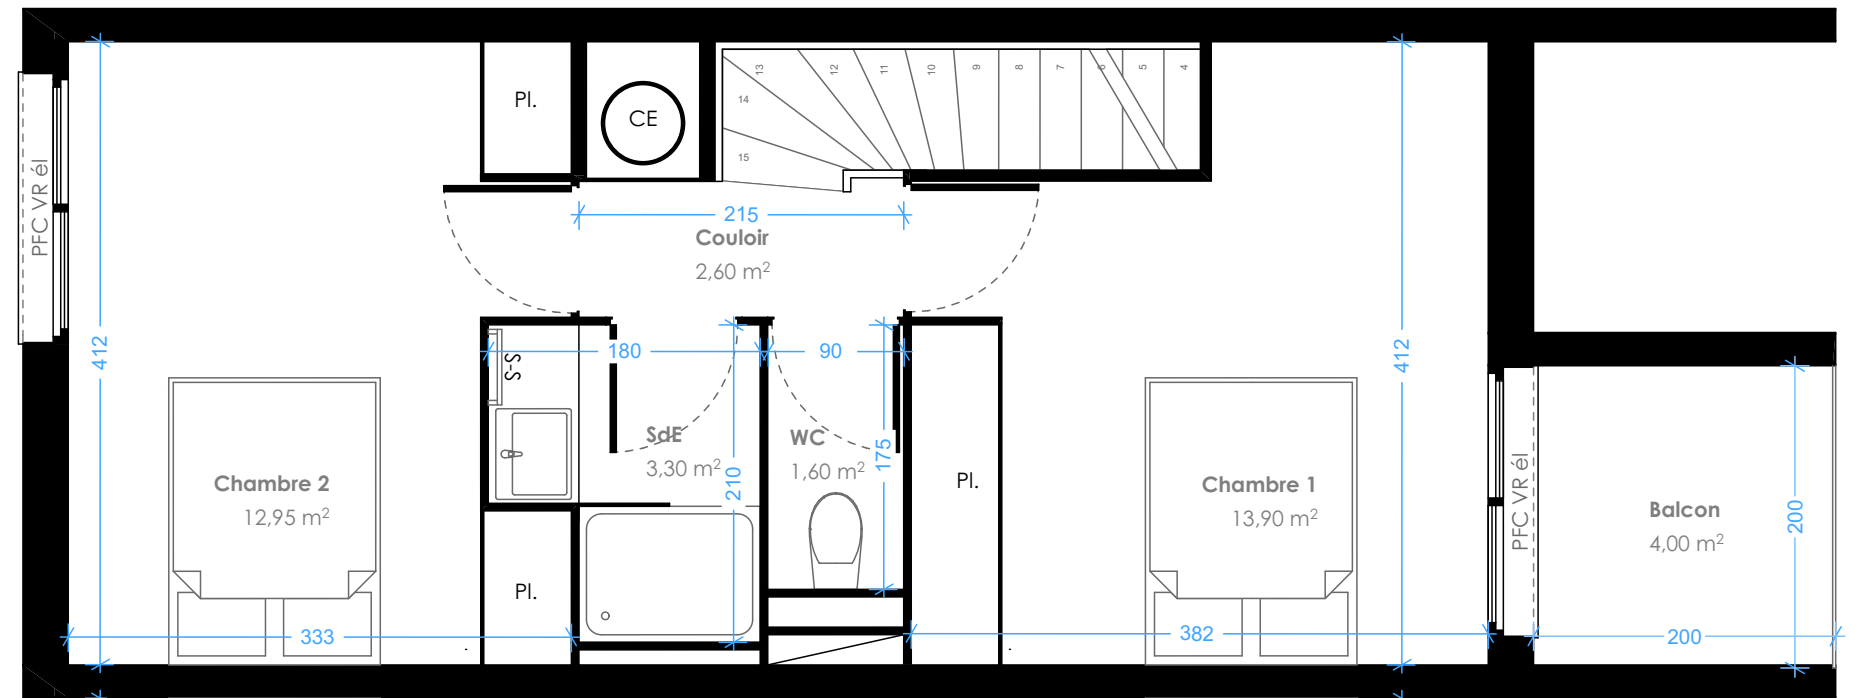 13
12
11
10
9
8
7
6
5
4
14
15
Pl.
CE
PFC VR él
215
Couloir
2,60 m²
412
180
90
412
S-S
SdE
3,30 m²
210
WC
1,60 m²
175
Pl.
Chambre 2
12,95 m²
Chambre 1
13,90 m²
PFC VR él
Balcon
4,00 m²
200
Pl.
333
382
200